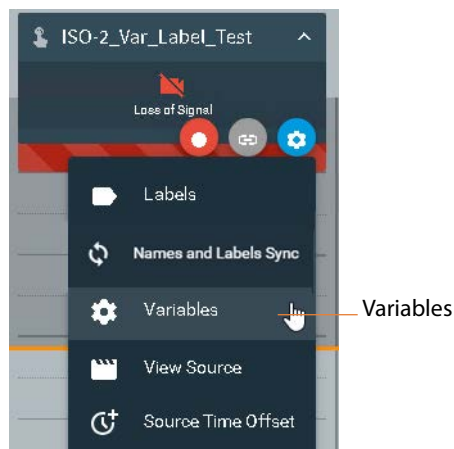 ISO-2_Var_Label_Test
Loss of Signal
Labels
Names and Labels Sync
Variables
Variables
View Source
Source Time Offset